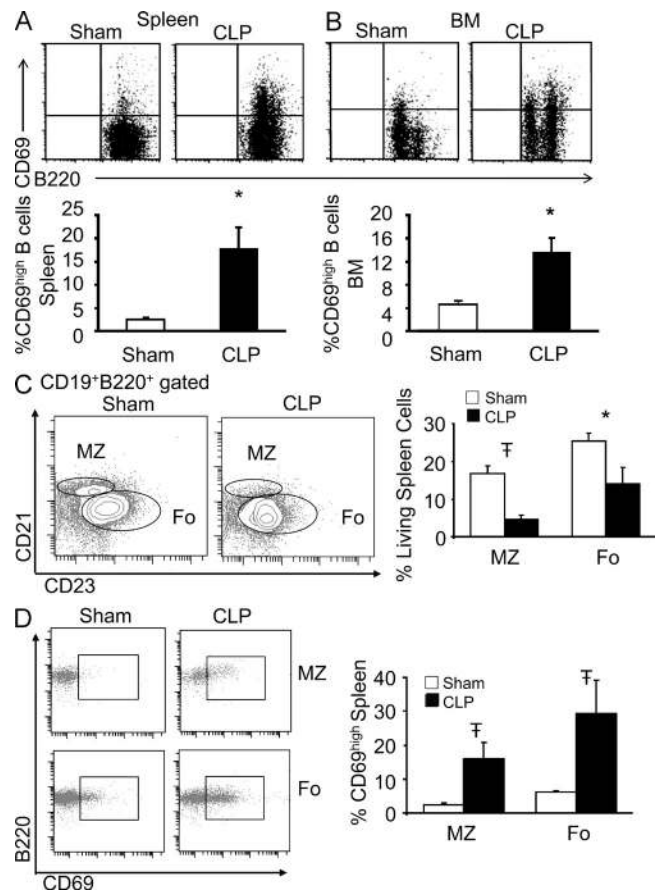 A Spleen
Sham CLP
B BM
Sham CLP
CD69
B220
%CD69high B cells
Spleen
25
20
15
10
5
0
*
Sham CLP
%CD69high B cells
BM
20
16
12
8
4
0
*
Sham CLP
C CD19+B220+ gated
Sham CLP
MZ
Fo
MZ
Fo
CD21
CD23
Sham
CLP
% Living Spleen Cells
30
20
10
0
Ŧ
*
MZ Fo
D Sham CLP
MZ
Fo
B220
CD69
Sham
CLP
% CD69high Spleen
40
30
20
10
0
Ŧ
Ŧ
MZ Fo